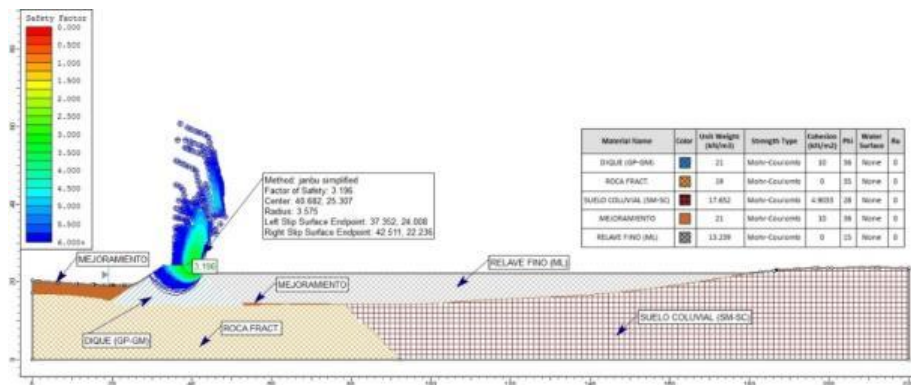 Safety Factor
0.000
0.500
1.000
1.500
2.000
2.500
3.000
3.500
4.000
4.500
5.000
5.500
6.000+
Method: janbu simplified
Factor of Safety: 3.196
Center: 40.682, 25.307
Radius: 3.575
Left Slip Surface Endpoint: 37.352, 24.008
Right Slip Surface Endpoint: 42.511, 22.236
Material Name Color Unit Weight (kN/m3) Strength Type Cohesion (kN/m2) Phi Water Surface Ru
DIQUE (GP-GM) 21 Mohr-Coulomb 10 36 None 0
ROCA FRACT. 19 Mohr-Coulomb 0 35 None 0
SUELO COLUVIAL (SM-SC) 17.652 Mohr-Coulomb 4.9033 28 None 0
MEJORAMIENTO 21 Mohr-Coulomb 10 36 None 0
RELAVE FINO (ML) 13.239 Mohr-Coulomb 0 15 None 0
MEJORAMIENTO
3.196
RELAVE FINO (ML)
MEJORAMIENTO
DIQUE (GP-GM)
ROCA FRACT.
SUELO COLUVIAL (SM-SC)